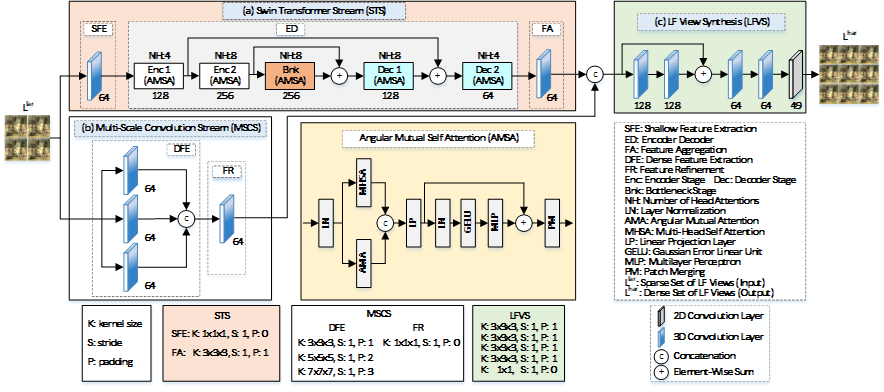 (a) Swin Transformer Stream (STS)
SFE
ED
FA
NH:4
NH:8
NH:8
NH:8
NH:4
Enc 1 (AMSA)
Enc 2 (AMSA)
Bnk (AMSA)
Dec 1 (AMSA)
Dec 2 (AMSA)
64
128
256
256
128
64
64
(c) LF View Synthesis (LFVS)
128
128
64
64
49
L^har
L^ler
(b) Multi-Scale Convolution Stream (MSCS)
DFE
FR
64
64
64
64
C
C
Angular Mutual Self Attention (AMSA)
LN
MHSA
AMA
C
LP
LN
GELU
MLP
PM
SFE: Shallow Feature Extraction
ED: Encoder Decoder
FA: Feature Aggregation
DFE: Dense Feature Extraction
FR: Feature Refinement
Enc: Encoder Stage Dec: Decoder Stage
Bnk: Bottleneck Stage
NH: Number of Head Attentions
LN: Layer Normalization
AMA: Angular Mutual Attention
MHSA: Multi-Head Self Attention
LP: Linear Projection Layer
GELU: Gaussian Error Linear Unit
MLP: Multilayer Perceptron
PM: Patch Merging
L^ler: Sparse Set of LF Views (Input)
L^har: Dense Set of LF Views (Output)
K: kernel size
S: stride
P: padding
STS
SFE: K: 1x1x1, S: 1, P: 0
FA: K: 3x3x3, S: 1, P: 1
MSCS
DFE
K: 3x3x3, S: 1, P: 1
K: 5x5x5, S: 1, P: 2
K: 7x7x7, S: 1, P: 3
FR
K: 1x1x1, S: 1, P: 0
LFVS
K: 3x3x3, S: 1, P: 1
K: 3x3x3, S: 1, P: 1
K: 3x3x3, S: 1, P: 1
K: 3x3x3, S: 1, P: 1
K: 1x1, S: 1, P: 0
2D Convolution Layer
3D Convolution Layer
C Concatenation
+ Element-Wise Sum